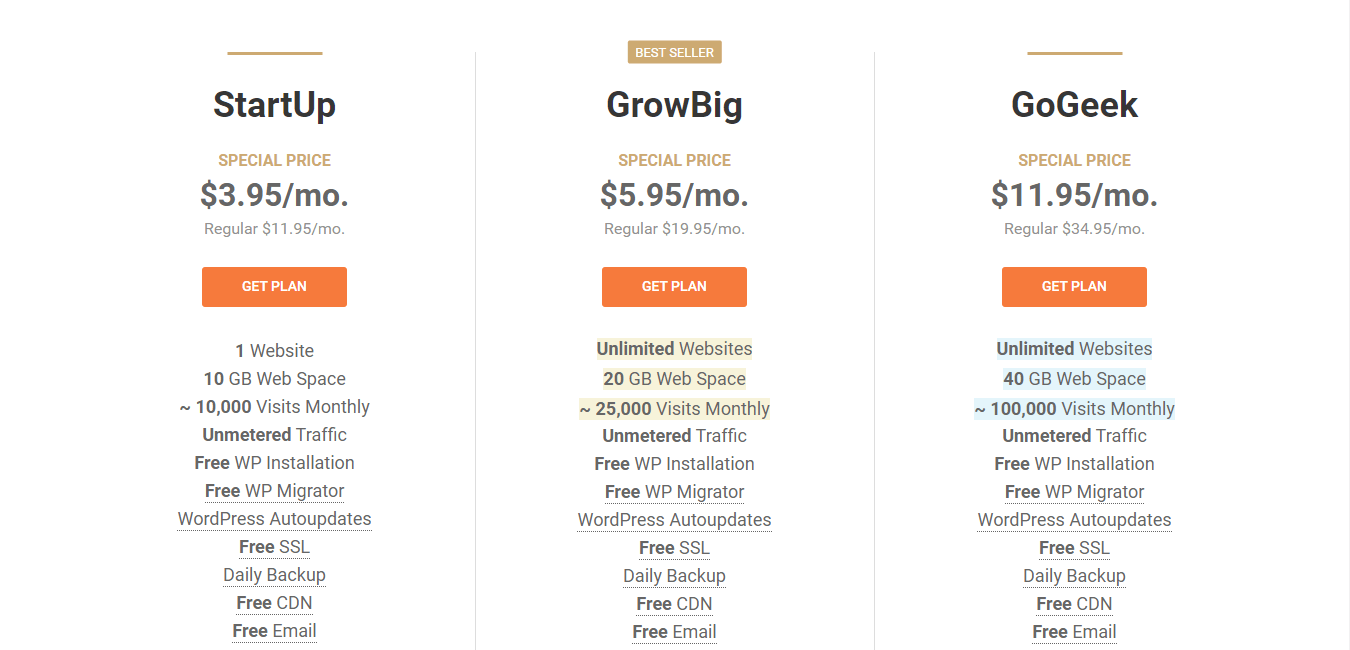 StartUp
SPECIAL PRICE
$3.95/mo.
Regular $11.95/mo.
GET PLAN
1 Website
10 GB Web Space
~ 10,000 Visits Monthly
Unmetered Traffic
Free WP Installation
Free WP Migrator
WordPress Autoupdates
Free SSL
Daily Backup
Free CDN
Free Email
BEST SELLER
GrowBig
SPECIAL PRICE
$5.95/mo.
Regular $19.95/mo.
GET PLAN
Unlimited Websites
20 GB Web Space
~ 25,000 Visits Monthly
Unmetered Traffic
Free WP Installation
Free WP Migrator
WordPress Autoupdates
Free SSL
Daily Backup
Free CDN
Free Email
GoGeek
SPECIAL PRICE
$11.95/mo.
Regular $34.95/mo.
GET PLAN
Unlimited Websites
40 GB Web Space
~ 100,000 Visits Monthly
Unmetered Traffic
Free WP Installation
Free WP Migrator
WordPress Autoupdates
Free SSL
Daily Backup
Free CDN
Free Email